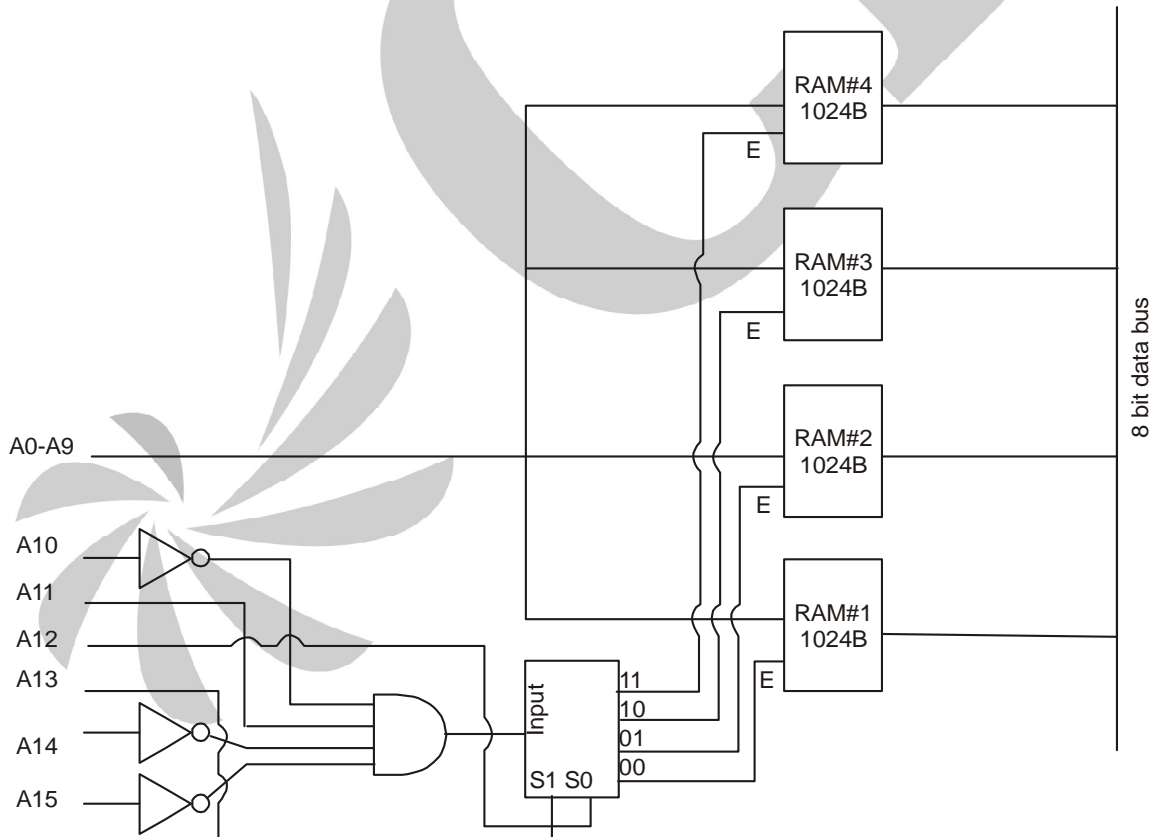 RAM#4
1024B
E
RAM#3
1024B
E
8 bit data bus
A0-A9
RAM#2
1024B
E
A10
A11
A12
A13
A14
A15
RAM#1
1024B
E
Input
11
10
01
00
S1 S0